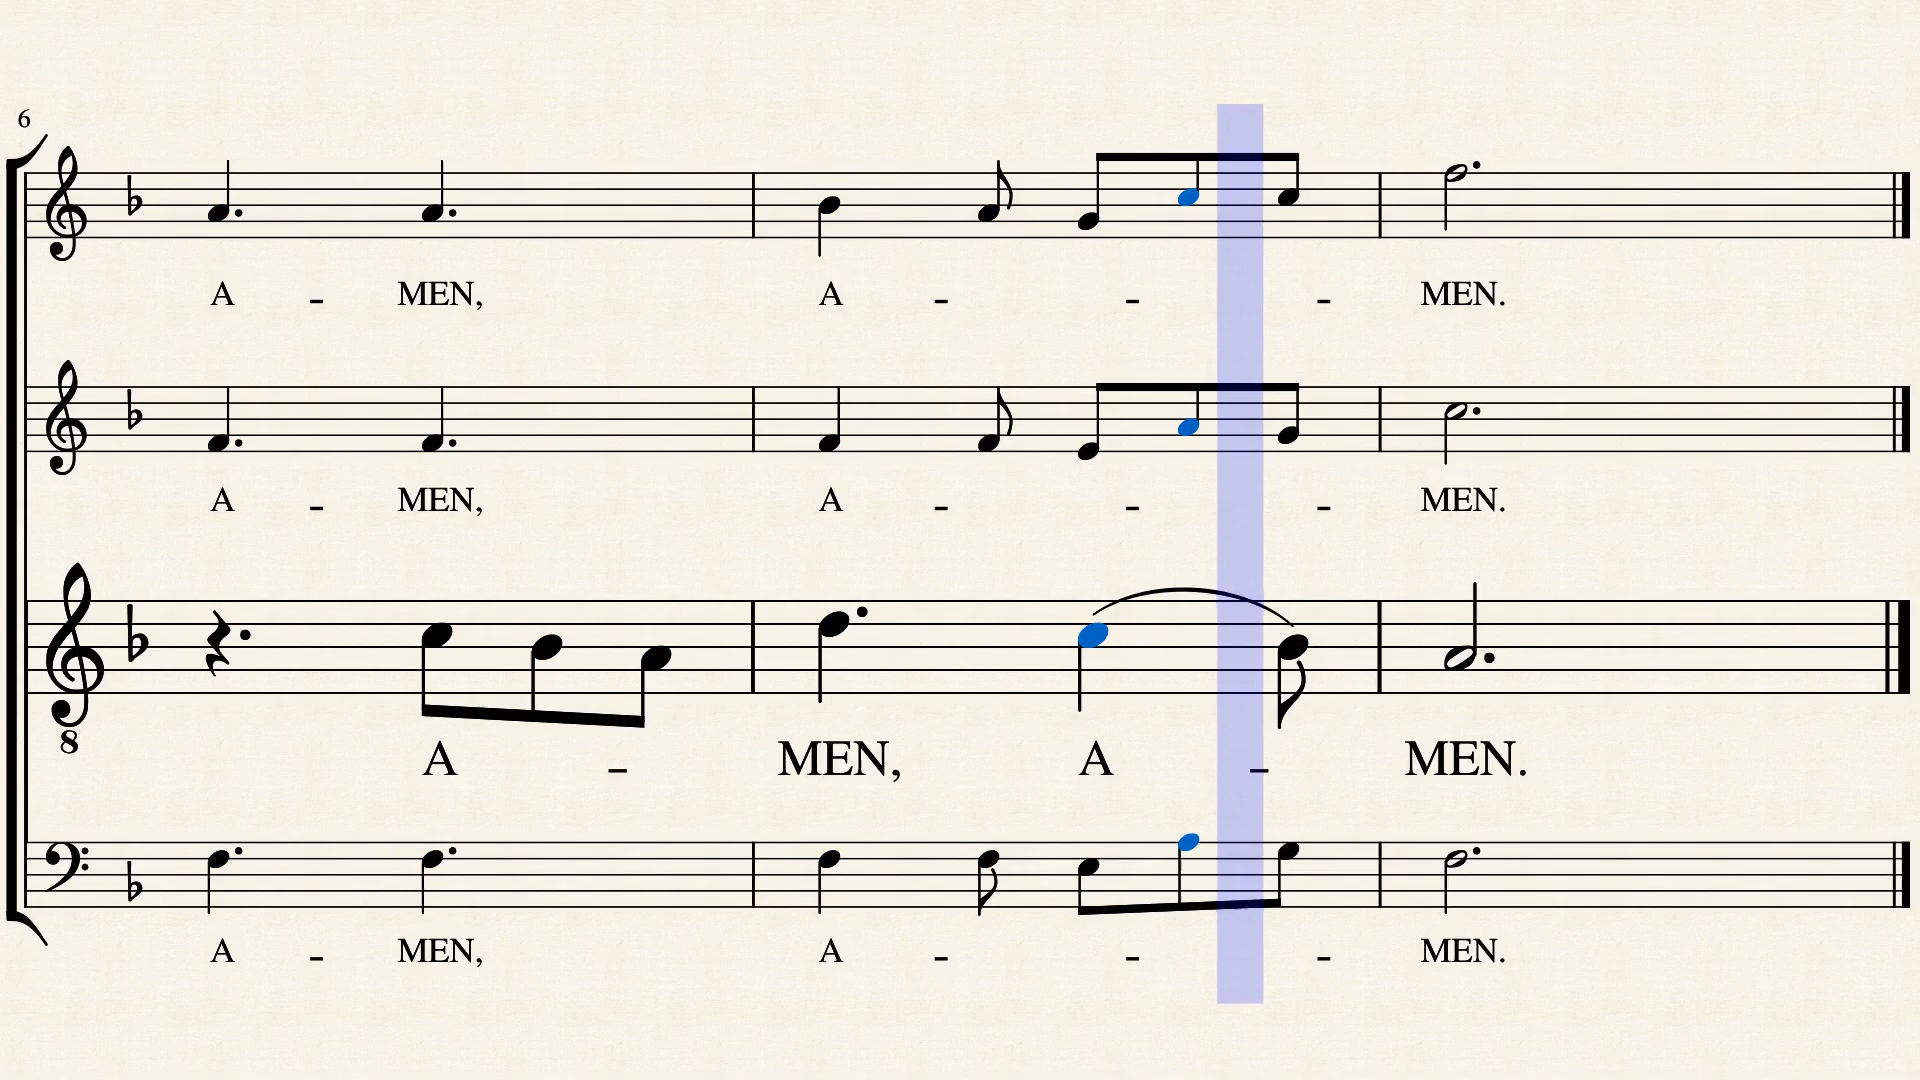 6
A - MEN, A - - - MEN.
A - MEN, A - - - MEN.
8
A - MEN, A - MEN.
A - MEN, A - - - MEN.